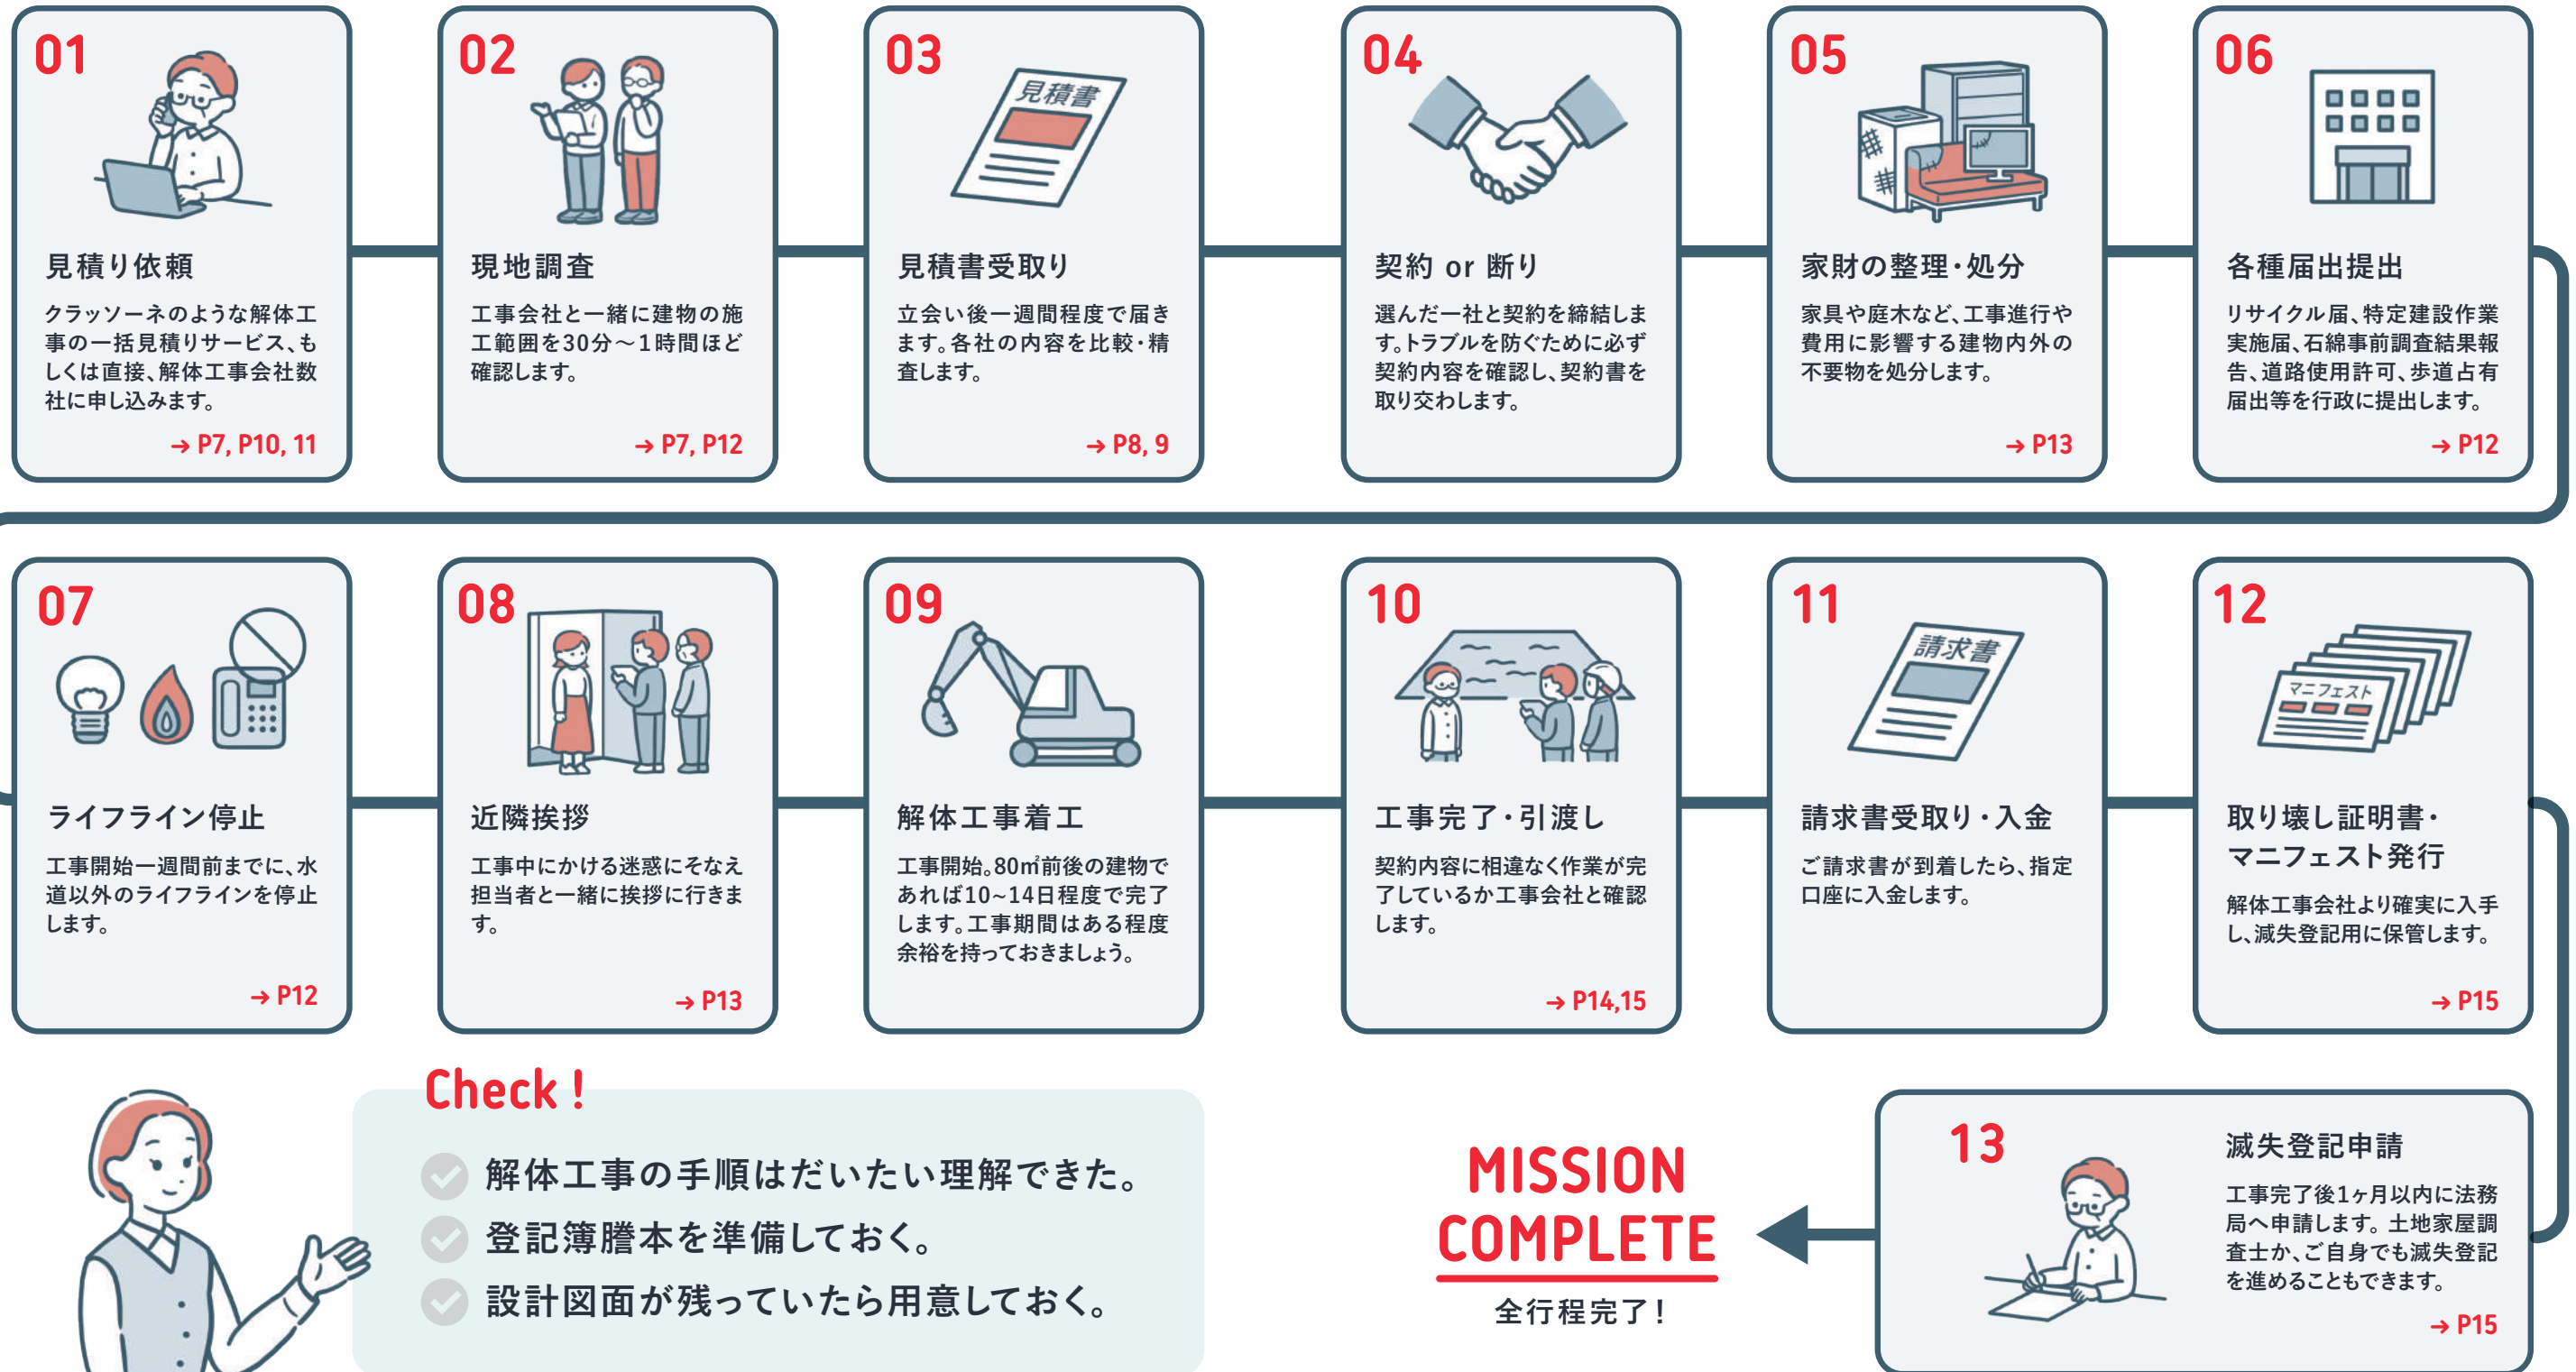 01
見積り依頼
クラッソーネのような解体工
事の一括見積りサービス、も
しくは直接、解体工事会社数
社に申し込みます。
→ P7, P10, 11
02
現地調査
工事会社と一緒に建物の施
工範囲を30分～1時間ほど
確認します。
→ P7, P12
03
見積書
見積書受取り
立会い後一週間程度で届き
ます。各社の内容を比較・精
査します。
→ P8, 9
04
契約 or 断り
選んだ一社と契約を締結しま
す。トラブルを防ぐために必ず
契約内容を確認し、契約書を
取り交わします。
05
家財の整理・処分
家具や庭木など、工事進行や
費用に影響する建物内外の
不要物を処分します。
→ P13
06
各種届出提出
リサイクル届、特定建設作業
実施届、石綿事前調査結果報
告、道路使用許可、歩道占有
届出等を行政に提出します。
→ P12
07
ライフライン停止
工事開始一週間前までに、水
道以外のライフラインを停止
します。
→ P12
08
近隣挨拶
工事中にかける迷惑にそなえ
担当者と一緒に挨拶に行きま
す。
→ P13
09
解体工事着工
工事開始。80㎡前後の建物で
あれば10~14日程度で完了
します。工事期間はある程度
余裕を持っておきましょう。
10
工事完了・引渡し
契約内容に相違なく作業が完
了しているか工事会社と確認
します。
→ P14,15
11
請求書
請求書受取り・入金
ご請求書が到着したら、指定
口座に入金します。
12
マニフェスト
取り壊し証明書・
マニフェスト発行
解体工事会社より確実に入手
し、滅失登記用に保管します。
→ P15
13
滅失登記申請
工事完了後1ヶ月以内に法務
局へ申請します。土地家屋調
査士か、ご自身でも滅失登記
を進めることもできます。
→ P15
MISSION
COMPLETE
全行程完了！
Check !
解体工事の手順はだいたい理解できた。
登記簿謄本を準備しておく。
設計図面が残っていたら用意しておく。